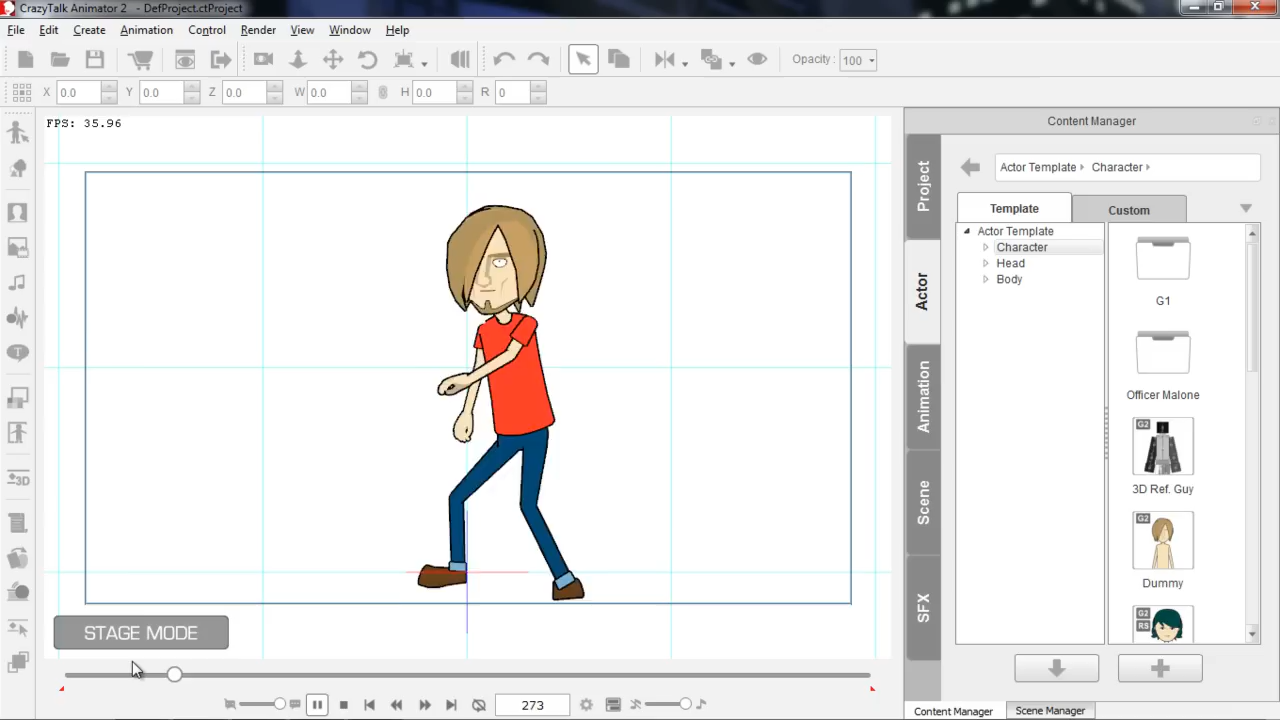 CrazyTalk Animator 2 - DefProject.ctProject
File Edit Create Animation Control Render View Window Help
Opacity : 100
X 0.0 Y 0.0 Z 0.0 W 0.0 H 0.0 R 0
FPS: 35.96
Content Manager
Actor Template Character
Template Custom
Actor Template
Character
Head
Body
G1
Officer Malone
G2
3D Ref. Guy
G2
Dummy
G2
RS
Project
Actor
Animation
Scene
SFX
3D
STAGE MODE
273
Content Manager Scene Manager